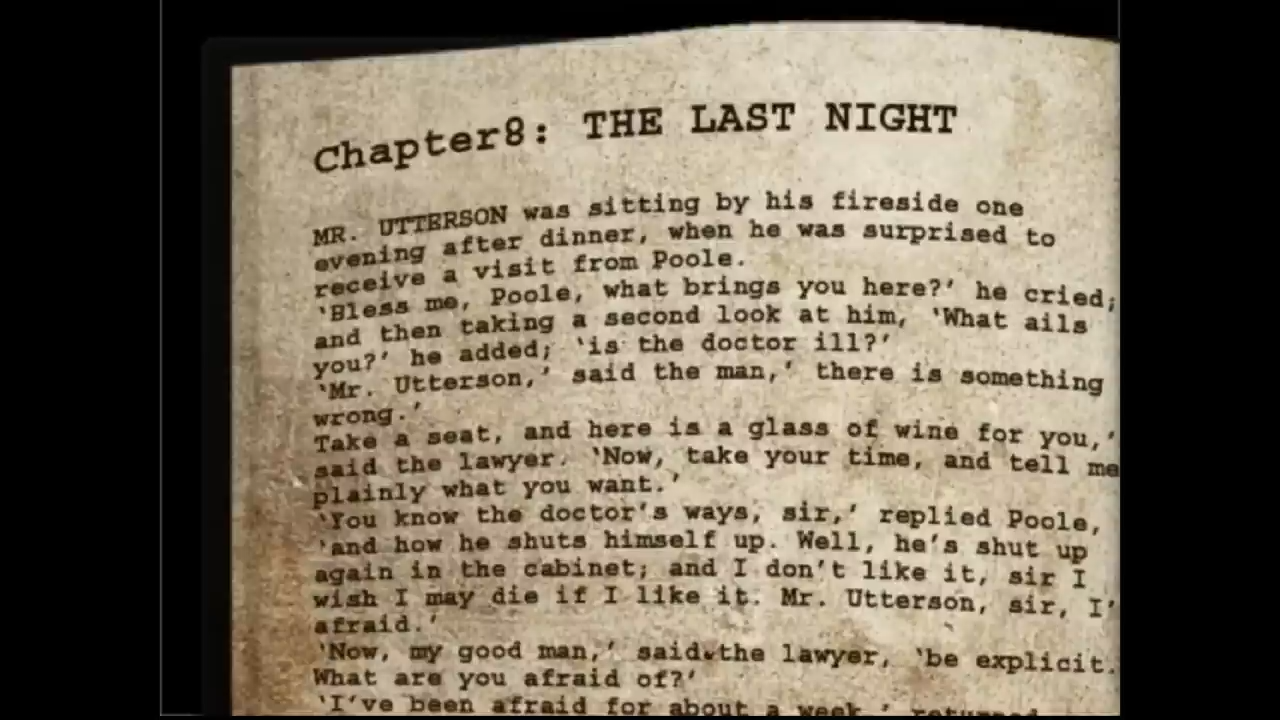 Chapter8: THE LAST NIGHT
MR. UTTERSON was sitting by his fireside one
evening after dinner, when he was surprised to
receive a visit from Poole.
‘Bless me, Poole, what brings you here?’ he cried;
and then taking a second look at him, ‘What ails
you?’ he added; ‘is the doctor ill?’
‘Mr. Utterson,’ said the man,’ there is something
wrong.’
Take a seat, and here is a glass of wine for you,’
said the lawyer. ‘Now, take your time, and tell me
plainly what you want.’
‘You know the doctor’s ways, sir,’ replied Poole,
‘and how he shuts himself up. Well, he’s shut up
again in the cabinet; and I don’t like it, sir I
wish I may die if I like it. Mr. Utterson, sir, I’
afraid.’
‘Now, my good man,’ said the lawyer, ‘be explicit.
What are you afraid of?’
‘I’ve been afraid for about a week,’ returned